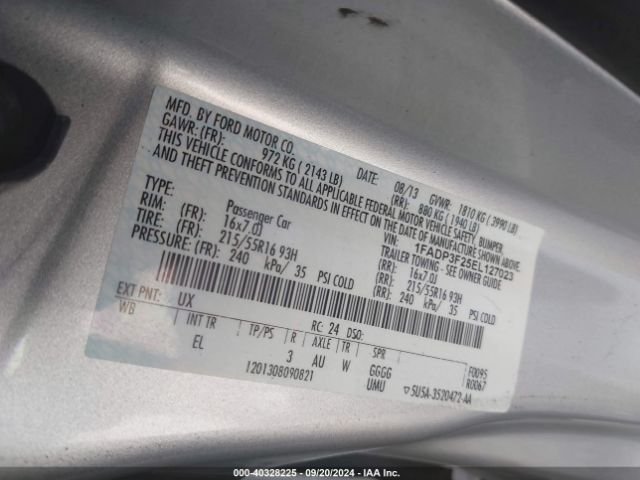 MFD. BY FORD MOTOR CO.
DATE: 08/13 GVWR: 1810 KG ( 3990 LB)
GAWR: (FR): 972 KG ( 2143 LB) (RR): 880 KG ( 1940 LB)
THIS VEHICLE CONFORMS TO ALL APPLICABLE FEDERAL MOTOR VEHICLE SAFETY, BUMPER
AND THEFT PREVENTION STANDARDS IN EFFECT ON THE DATE OF MANUFACTURE SHOWN ABOVE.
VIN: 1FADP3F25EL127023
TYPE: Passenger Car TRAILER TOWING - SEE OWNER GUIDE
RIM: (FR): 16x7.0J (RR): 16x7.0J
TIRE: (FR): 215/55R16 93H (RR): 215/55R16 93H
PRESSURE: (FR): 240 kPa/ 35 PSI COLD (RR): 240 kPa/ 35 PSI COLD
EXT PNT: UX RC: 24 DSO:
WB INT TR TP/PS R AXLE TR SPR F0095
EL 3 AU W GGGG R0067
UMU
1201308090821 5U5A-3520472-AA
000-40328225 - 09/20/2024 - IAA Inc.